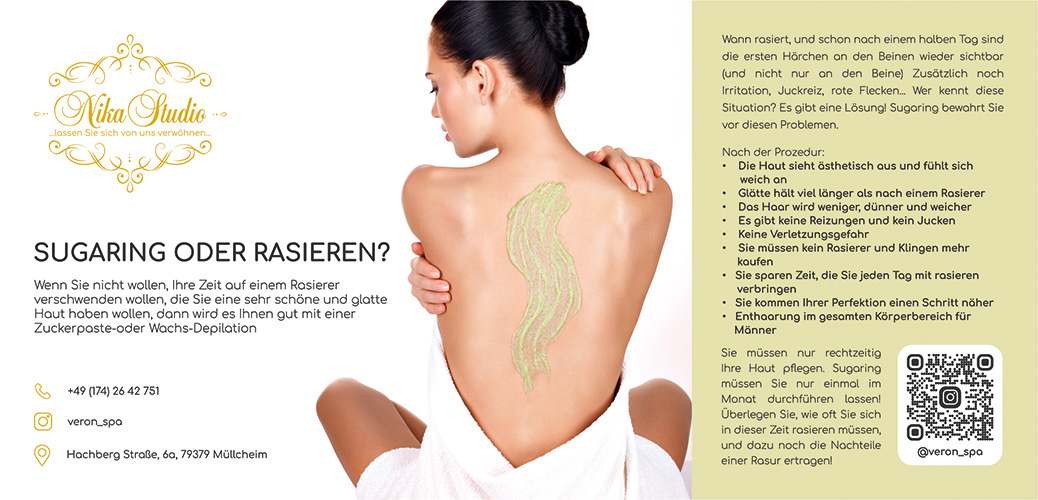 Nika Studio
...lassen Sie sich von uns verwöhnen...
SUGARING ODER RASIEREN?
Wenn Sie nicht wollen, Ihre Zeit auf einem Rasierer
verschwenden wollen, die Sie eine sehr schöne und glatte
Haut haben wollen, dann wird es Ihnen gut mit einer
Zuckerpaste-oder Wachs-Depilation
+49 (174) 26 42 751
veron_spa
Hachberg Straße, 6a, 79379 Müllcheim
Wann rasiert, und schon nach einem halben Tag sind
die ersten Härchen an den Beinen wieder sichtbar
(und nicht nur an den Beine) Zusätzlich noch
Irritation, Juckreiz, rote Flecken... Wer kennt diese
Situation? Es gibt eine Lösung! Sugaring bewahrt Sie
vor diesen Problemen.
Nach der Prozedur:
• Die Haut sieht ästhetisch aus und fühlt sich
weich an
• Glätte hält viel länger als nach einem Rasierer
• Das Haar wird weniger, dünner und weicher
• Es gibt keine Reizungen und kein Jucken
• Keine Verletzungsgefahr
• Sie müssen kein Rasierer und Klingen mehr
kaufen
• Sie sparen Zeit, die Sie jeden Tag mit rasieren
verbringen
• Sie kommen Ihrer Perfektion einen Schritt näher
• Enthaarung im gesamten Körperbereich für
Männer
Sie müssen nur rechtzeitig
Ihre Haut pflegen. Sugaring
müssen Sie nur einmal im
Monat durchführen lassen!
Überlegen Sie, wie oft Sie sich
in dieser Zeit rasieren müssen,
und dazu noch die Nachteile
einer Rasur ertragen!
@veron_spa